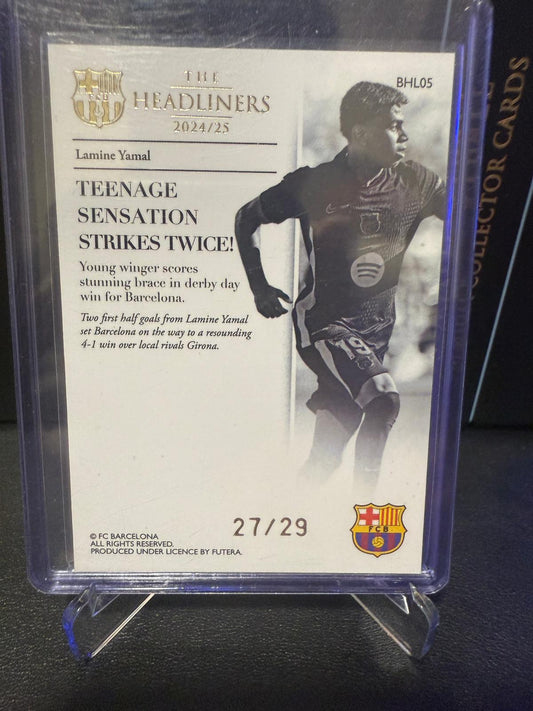 THE
HEADLINERS
2024/25
BHL05
Lamine Yamal
TEENAGE
SENSATION
STRIKES TWICE!
Young winger scores
stunning brace in derby day
win for Barcelona.
Two first half goals from Lamine Yamal
set Barcelona on the way to a resounding
4-1 win over local rivals Girona.
19
27/29
FCB
© FC BARCELONA
ALL RIGHTS RESERVED.
PRODUCED UNDER LICENCE BY FUTERA.
COLLECTOR CARDS